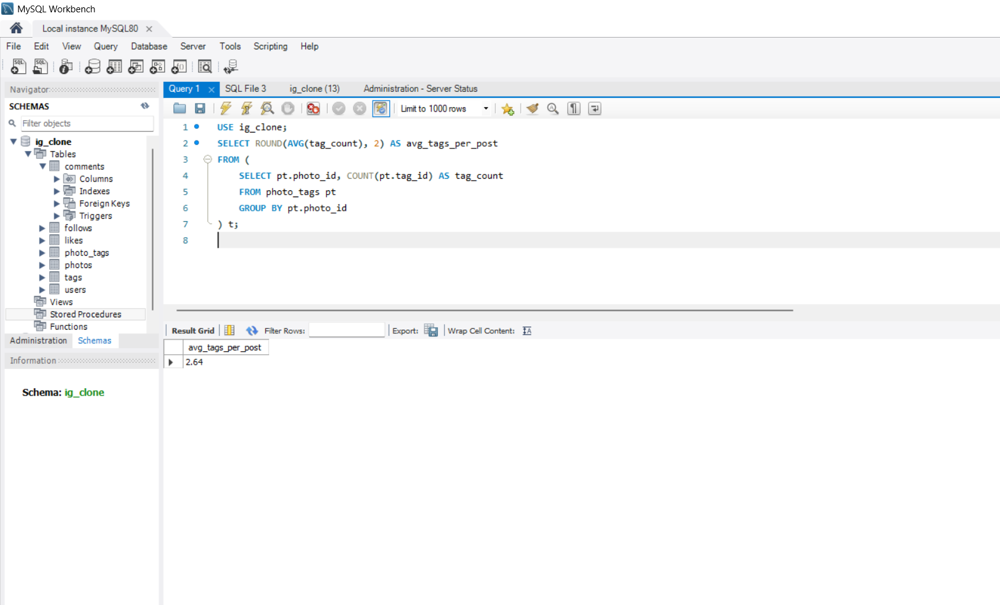 MySQL Workbench
Local instance MySQL80
File Edit View Query Database Server Tools Scripting Help
Navigator
SCHEMAS
Filter objects
ig_clone
Tables
comments
Columns
Indexes
Foreign Keys
Triggers
follows
likes
photo_tags
photos
tags
users
Views
Stored Procedures
Functions
Administration Schemas
Information
Schema: ig_clone
Query 1 SQL File 3 ig_clone (13) Administration - Server Status
Limit to 1000 rows
1 USE ig_clone;
2 SELECT ROUND(AVG(tag_count), 2) AS avg_tags_per_post
3 FROM (
4 SELECT pt.photo_id, COUNT(pt.tag_id) AS tag_count
5 FROM photo_tags pt
6 GROUP BY pt.photo_id
7 ) t;
8
Result Grid Filter Rows: Export: Wrap Cell Content:
avg_tags_per_post
2.64